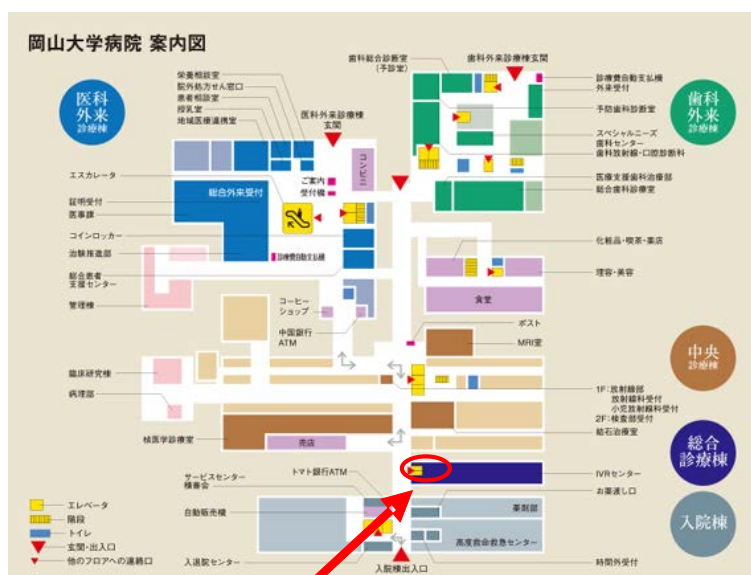 岡山大学病院 案内図
医科
外来
診療棟
栄養相談室
院外処方せん窓口
患者相談室
授乳室
地域医療連携室
医科外来診療棟
玄関
歯科総合診断室
(予診室)
歯科外来診療棟玄関
診療費自動支払機
外来受付
予防歯科診断室
スペシャルニーズ
歯科センター
歯科放射線・口腔診断科
医療支援歯科治療部
総合歯科診療室
歯科
外来
診療棟
コンビニ
エスカレータ
ご案内
受付機
総合外来受付
証明受付
医事課
コインロッカー
診療費自動支払機
治験推進部
総合患者
支援センター
管理棟
化粧品・喫茶・薬店
理容・美容
食堂
コーヒー
ショップ
中国銀行
ATM
ポスト
MRI室
中央
診療棟
臨床研究棟
病理部
1F:放射線部
放射線科受付
小児放射線科受付
2F:検査部受付
結石治療室
核医学診療室
売店
総合
診療棟
サービスセンター
積善会
トマト銀行ATM
IVRセンター
お薬渡し口
自動販売機
薬剤部
入院棟
高度救命救急センター
入退院センター
入院棟出入口
時間外受付
エレベータ
階段
トイレ
玄関・出入口
他のフロアへの連絡口